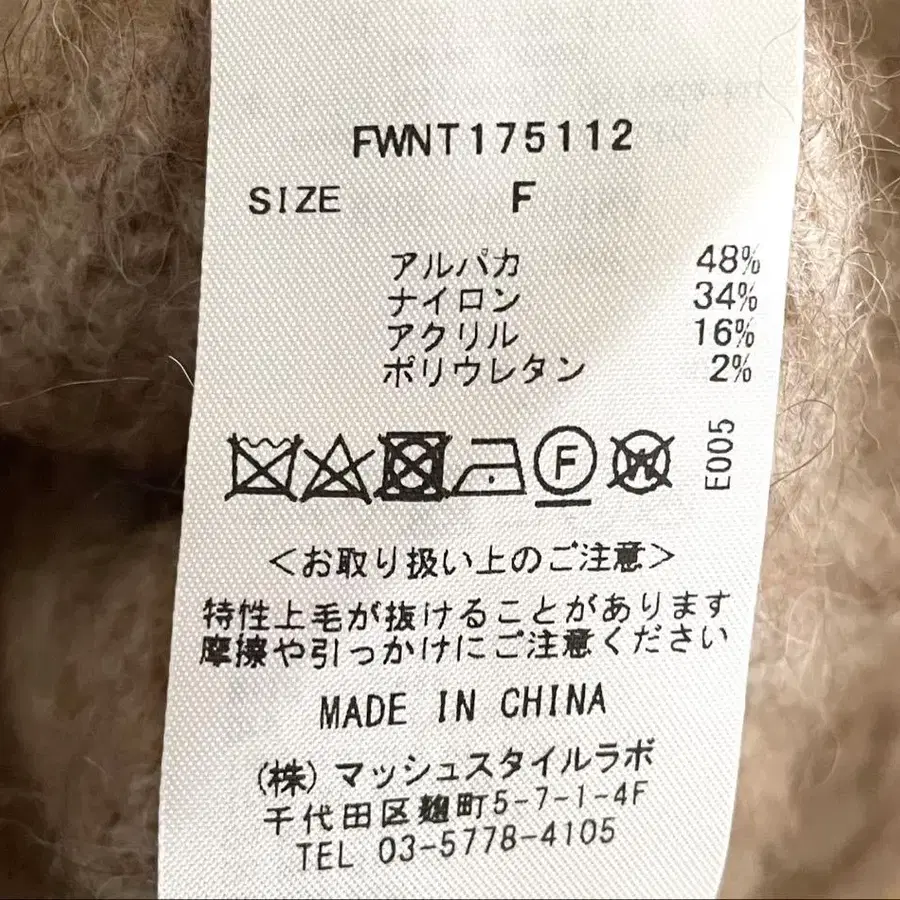 FWNT175112
SIZE F
アルパカ 48%
ナイロン 34%
アクリル 16%
ポリウレタン 2%
F W E005
<お取り扱い上のご注意>
特性上毛が抜けることがあります
摩擦や引っかけにご注意ください
MADE IN CHINA
(株)マッシュスタイルラボ
千代田区麹町5-7-1-4F
TEL 03-5778-4105